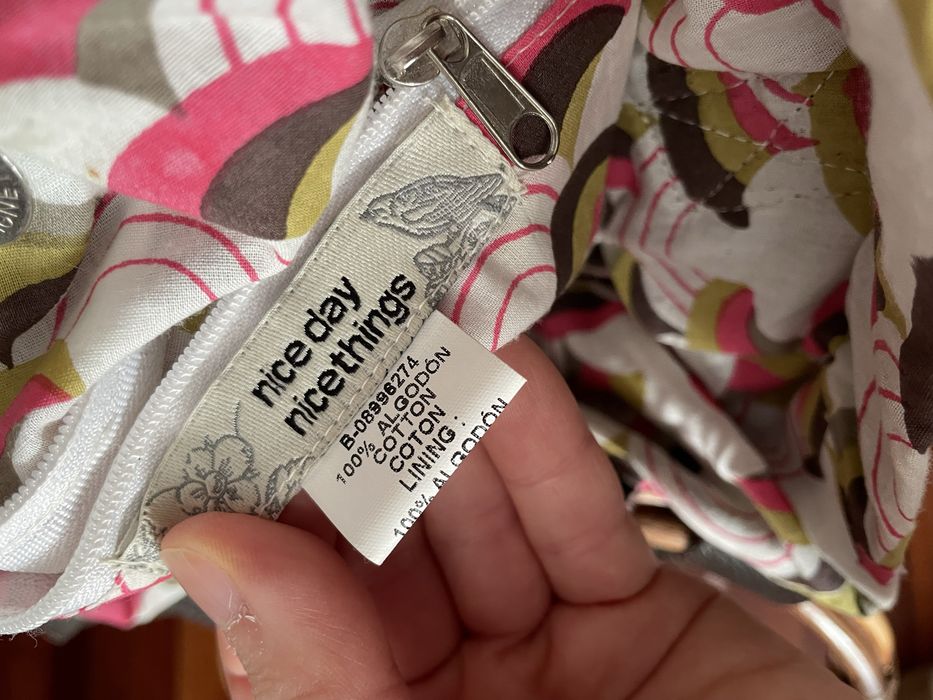 nice day
nicethings
B-08996274
100% ALGODÓN
COTTON
COTON
LINING .
100% ALGODÓN